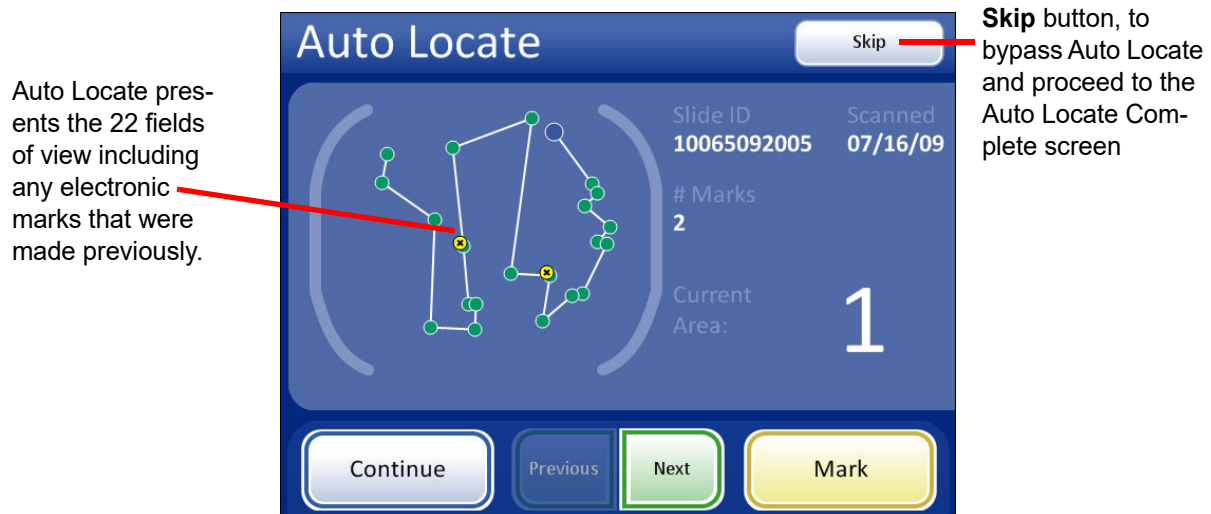 Auto Locate pres-
ents the 22 fields
of view including
any electronic
marks that were
made previously.
Auto Locate
Skip
Slide ID
10065092005
Scanned
07/16/09
# Marks
2
Current
Area:
1
Continue
Previous
Next
Mark
Skip button, to
bypass Auto Locate
and proceed to the
Auto Locate Com-
plete screen